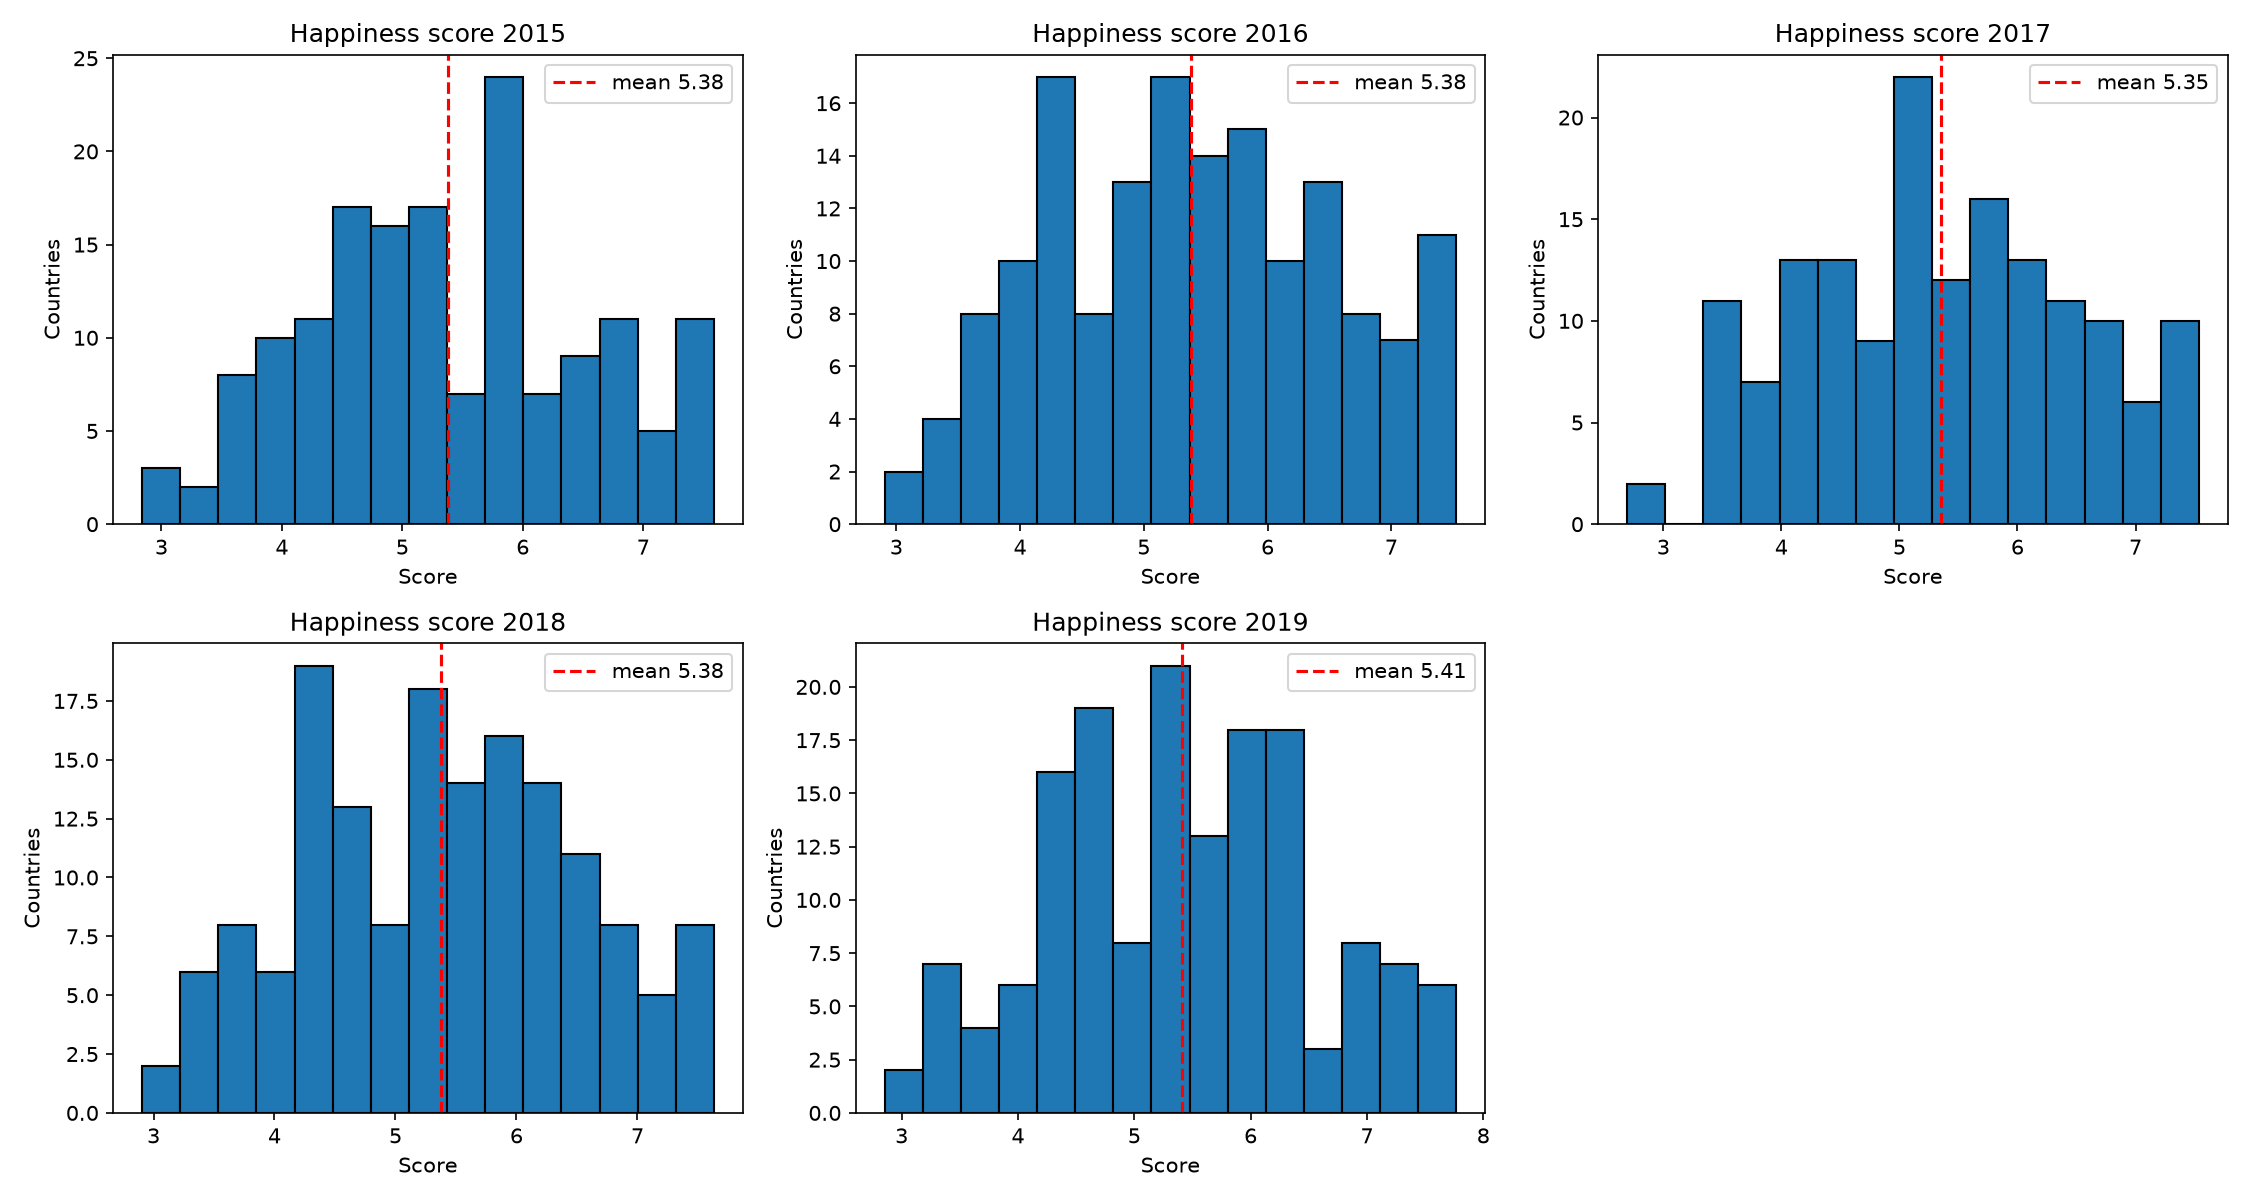 Happiness score 2015
mean 5.38
25
20
15
10
5
0
Countries
3 4 5 6 7
Score
Happiness score 2016
mean 5.38
16
14
12
10
8
6
4
2
0
Countries
3 4 5 6 7
Score
Happiness score 2017
mean 5.35
20
15
10
5
0
Countries
3 4 5 6 7
Score
Happiness score 2018
mean 5.38
17.5
15.0
12.5
10.0
7.5
5.0
2.5
0.0
Countries
3 4 5 6 7
Score
Happiness score 2019
mean 5.41
20.0
17.5
15.0
12.5
10.0
7.5
5.0
2.5
0.0
Countries
3 4 5 6 7 8
Score